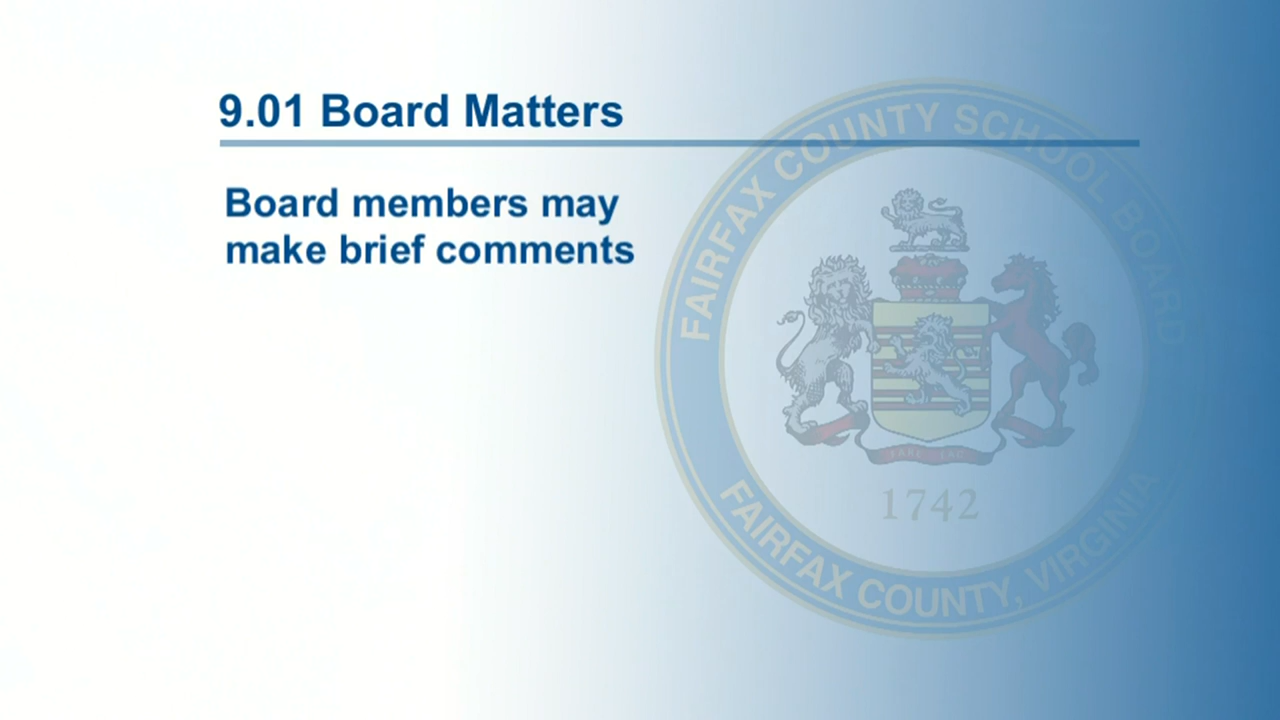 9.01 Board Matters
Board members may
make brief comments
FAIRFAX COUNTY SCHOOL BOARD
1742
FAIRFAX COUNTY, VIRGINIA